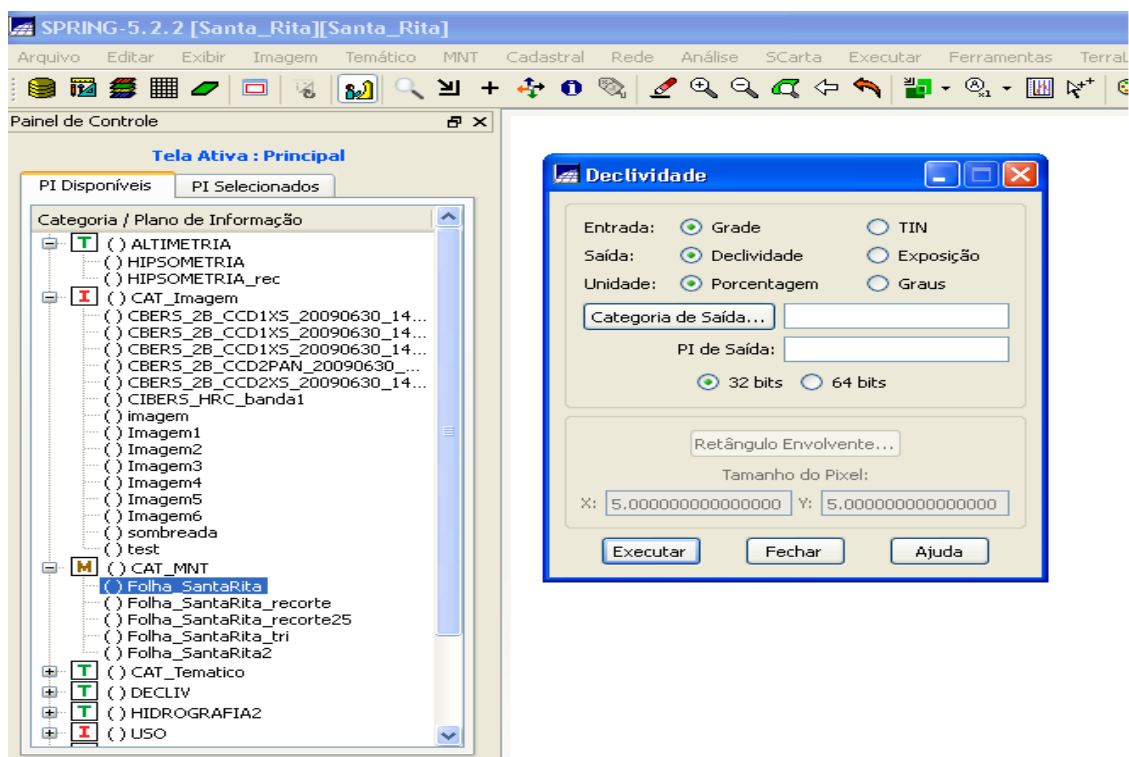 SPRING-5.2.2 [Santa_Rita][Santa_Rita]
Arquivo Editar Exibir Imagem Temático MNT Cadastral Rede Análise SCarta Executar Ferramentas
Painel de Controle
Tela Ativa : Principal
PI Disponíveis PI Selecionados
Categoria / Plano de Informação
T () ALTIMETRIA
() HIPSOMETRIA
() HIPSOMETRIA_rec
I () CAT_Imagem
() CBERS_2B_CCD1XS_20090630_14...
() CBERS_2B_CCD1XS_20090630_14...
() CBERS_2B_CCD1XS_20090630_14...
() CBERS_2B_CCD2PAN_20090630_...
() CBERS_2B_CCD2XS_20090630_14...
() CIBERS_HRC_banda1
() imagem
() Imagem1
() Imagem2
() Imagem3
() Imagem4
() Imagem5
() Imagem6
() sombreada
() test
M () CAT_MNT
() Folha_SantaRita
() Folha_SantaRita_recorte
() Folha_SantaRita_recorte25
() Folha_SantaRita_tri
() Folha_SantaRita2
T () CAT_Tematico
T () DECLIV
T () HIDROGRAFIA2
I () USO
Declividade
Entrada: Grade TIN
Saída: Declividade Exposição
Unidade: Porcentagem Graus
Categoria de Saída...
PI de Saída:
32 bits 64 bits
Retângulo Envolvente...
Tamanho do Pixel:
X: 5.000000000000000 Y: 5.000000000000000
Executar Fechar Ajuda